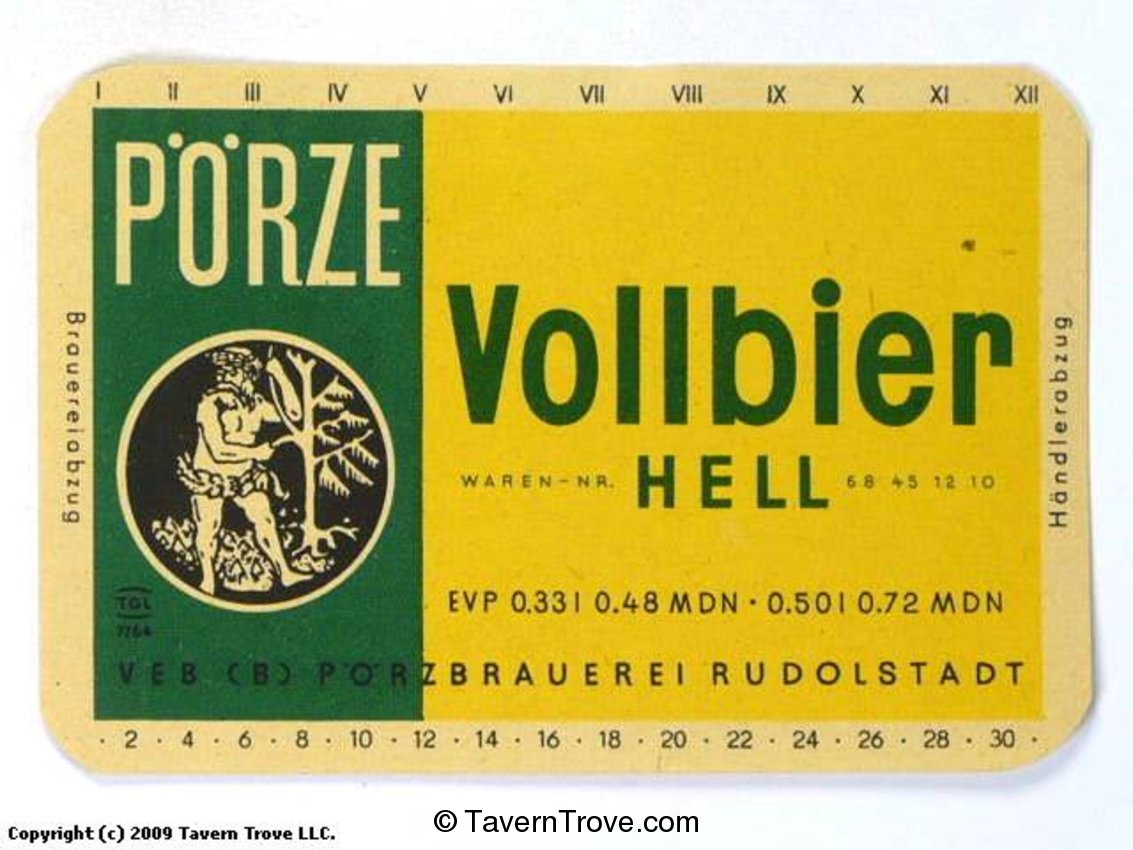 I II III IV V VI VII VIII IX X XI XII
PÖRZE
Brauereiabzug
Vollbier
WAREN-NR. HELL 68 45 12 10
Händlerabzug
TGL
7764
EVP 0.33 l 0.48 MDN · 0.50 l 0.72 MDN
VEB (B) PÖRZBRAUEREI RUDOLSTADT
· 2 · 4 · 6 · 8 · 10 · 12 · 14 · 16 · 18 · 20 · 22 · 24 · 26 · 28 · 30 ·
Copyright (c) 2009 Tavern Trove LLC.
© TavernTrove.com